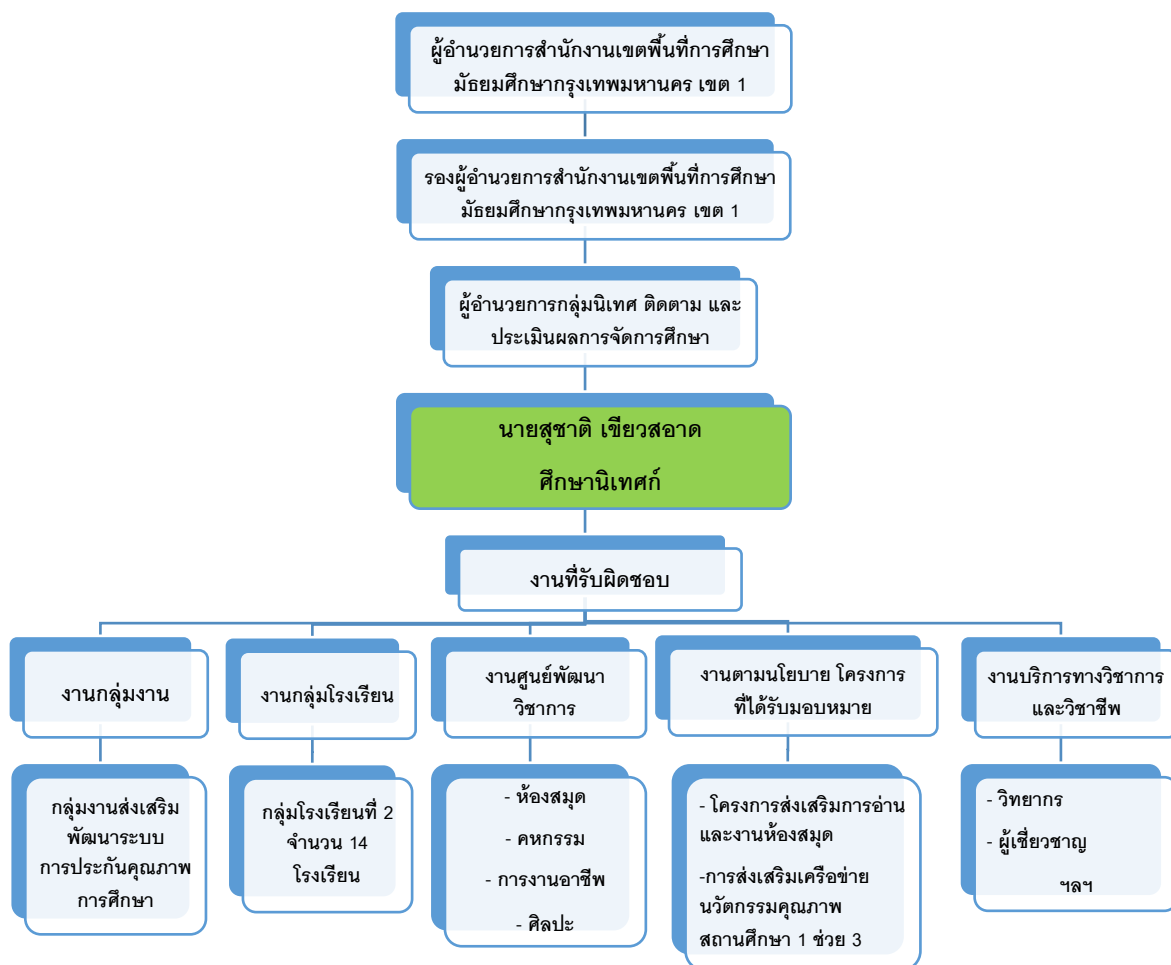 ผู้อำนวยการสำนักงานเขตพื้นที่การศึกษา
มัธยมศึกษากรุงเทพมหานคร เขต 1
รองผู้อำนวยการสำนักงานเขตพื้นที่การศึกษา
มัธยมศึกษากรุงเทพมหานคร เขต 1
ผู้อำนวยการกลุ่มนิเทศ ติดตาม และ
ประเมินผลการจัดการศึกษา
นายสุชาติ เขียวสอาด
ศึกษานิเทศก์
งานที่รับผิดชอบ
งานกลุ่มงาน
งานกลุ่มโรงเรียน
งานศูนย์พัฒนา
วิชาการ
งานตามนโยบาย โครงการ
ที่ได้รับมอบหมาย
งานบริการทางวิชาการ
และวิชาชีพ
กลุ่มงานส่งเสริม
พัฒนาระบบ
การประกันคุณภาพ
การศึกษา
กลุ่มโรงเรียนที่ 2
จำนวน 14
โรงเรียน
- ห้องสมุด
- คหกรรม
- การงานอาชีพ
- ศิลปะ
- โครงการส่งเสริมการอ่าน
และงานห้องสมุด
-การส่งเสริมเครือข่าย
นวัตกรรมคุณภาพ
สถานศึกษา 1 ช่วย 3
- วิทยากร
- ผู้เชี่ยวชาญ
ฯลฯ